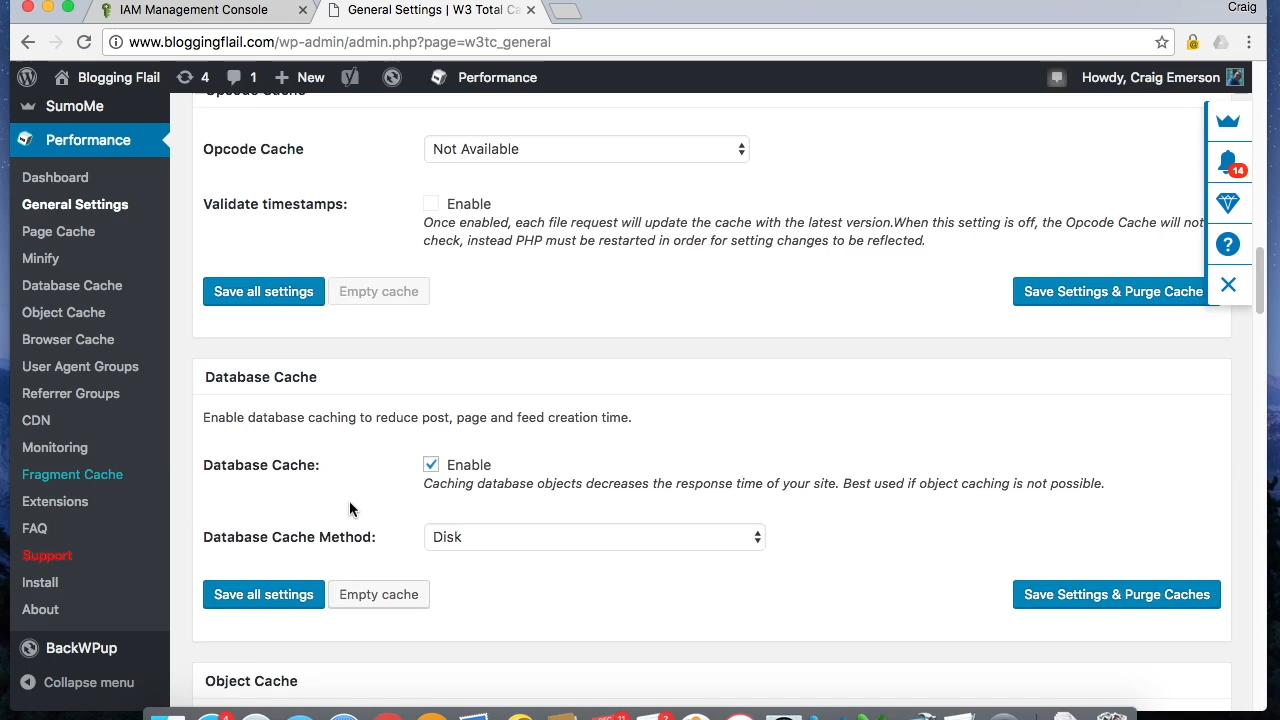 IAM Management Console
General Settings | W3 Total Ca
Craig
www.bloggingflail.com/wp-admin/admin.php?page=w3tc_general
Blogging Flail
4
1
New
Performance
Howdy, Craig Emerson
SumoMe
Performance
Dashboard
General Settings
Page Cache
Minify
Database Cache
Object Cache
Browser Cache
User Agent Groups
Referrer Groups
CDN
Monitoring
Fragment Cache
Extensions
FAQ
Support
Install
About
BackWPup
Collapse menu
Opcode Cache
Opcode Cache
Not Available
Validate timestamps:
Enable
Once enabled, each file request will update the cache with the latest version.When this setting is off, the Opcode Cache will not
check, instead PHP must be restarted in order for setting changes to be reflected.
Save all settings
Empty cache
Save Settings & Purge Cache
14
?
Database Cache
Enable database caching to reduce post, page and feed creation time.
Database Cache:
Enable
Caching database objects decreases the response time of your site. Best used if object caching is not possible.
Database Cache Method:
Disk
Save all settings
Empty cache
Save Settings & Purge Caches
Object Cache